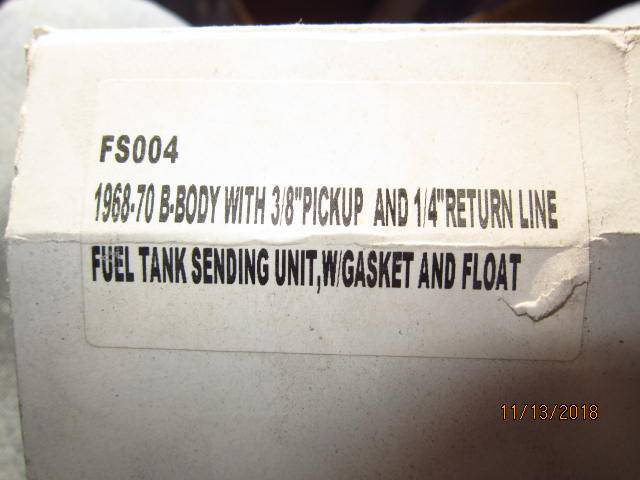 FS004
1968-70 B-BODY WITH 3/8"PICKUP AND 1/4"RETURN LINE
FUEL TANK SENDING UNIT,W/GASKET AND FLOAT
11/13/2018